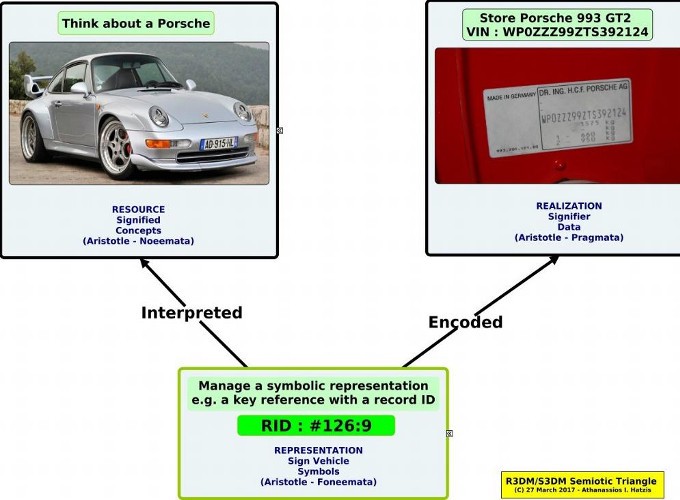 Think about a Porsche
AD-915-HL
RESOURCE
Signified
Concepts
(Aristotle - Noeemata)
Store Porsche 993 GT2
VIN : WP0ZZZ99ZTS392124
MADE IN GERMANY
DR. ING. H.C.F. PORSCHE AG
WP0ZZZ99ZTS392124
REALIZATION
Signifier
Data
(Aristotle - Pragmata)
Interpreted
Encoded
Manage a symbolic representation
e.g. a key reference with a record ID
RID : #126:9
REPRESENTATION
Sign Vehicle
Symbols
(Aristotle - Foneemata)
R3DM/S3DM Semiotic Triangle
(C) 27 March 2017 - Athanassios I. Hatzis